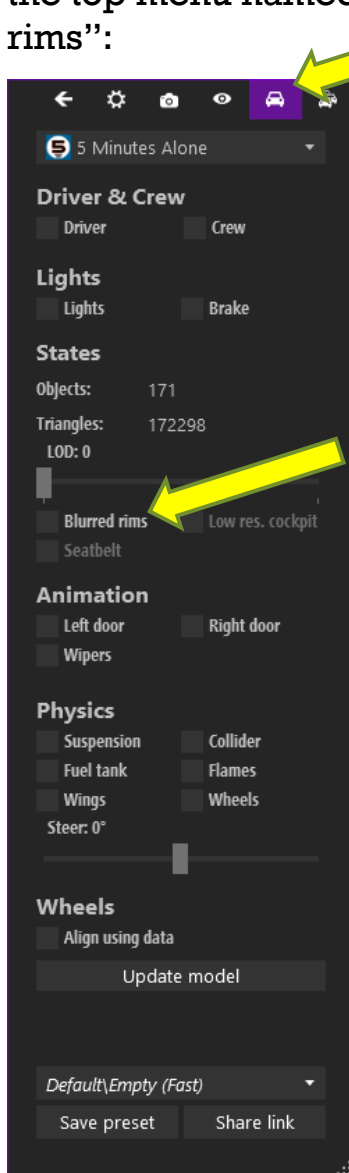 the top menu named
rims”:
5 Minutes Alone
Driver & Crew
Driver Crew
Lights
Lights Brake
States
Objects: 171
Triangles: 172298
LOD: 0
Blurred rims Low res. cockpit
Seatbelt
Animation
Left door Right door
Wipers
Physics
Suspension Collider
Fuel tank Flames
Wings Wheels
Steer: 0°
Wheels
Align using data
Update model
Default\Empty (Fast)
Save preset Share link